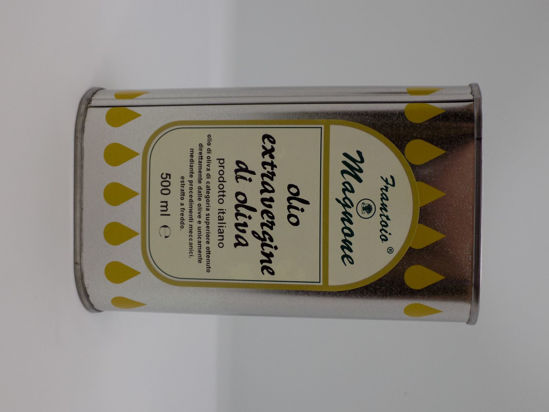 Frantoio ®
Magnone
olio
extravergine
di oliva
prodotto italiano
olio di oliva di categoria superiore ottenuto
direttamente dalle olive e unicamente
mediante procedimenti meccanici.
estratto a freddo.
500 ml ℮